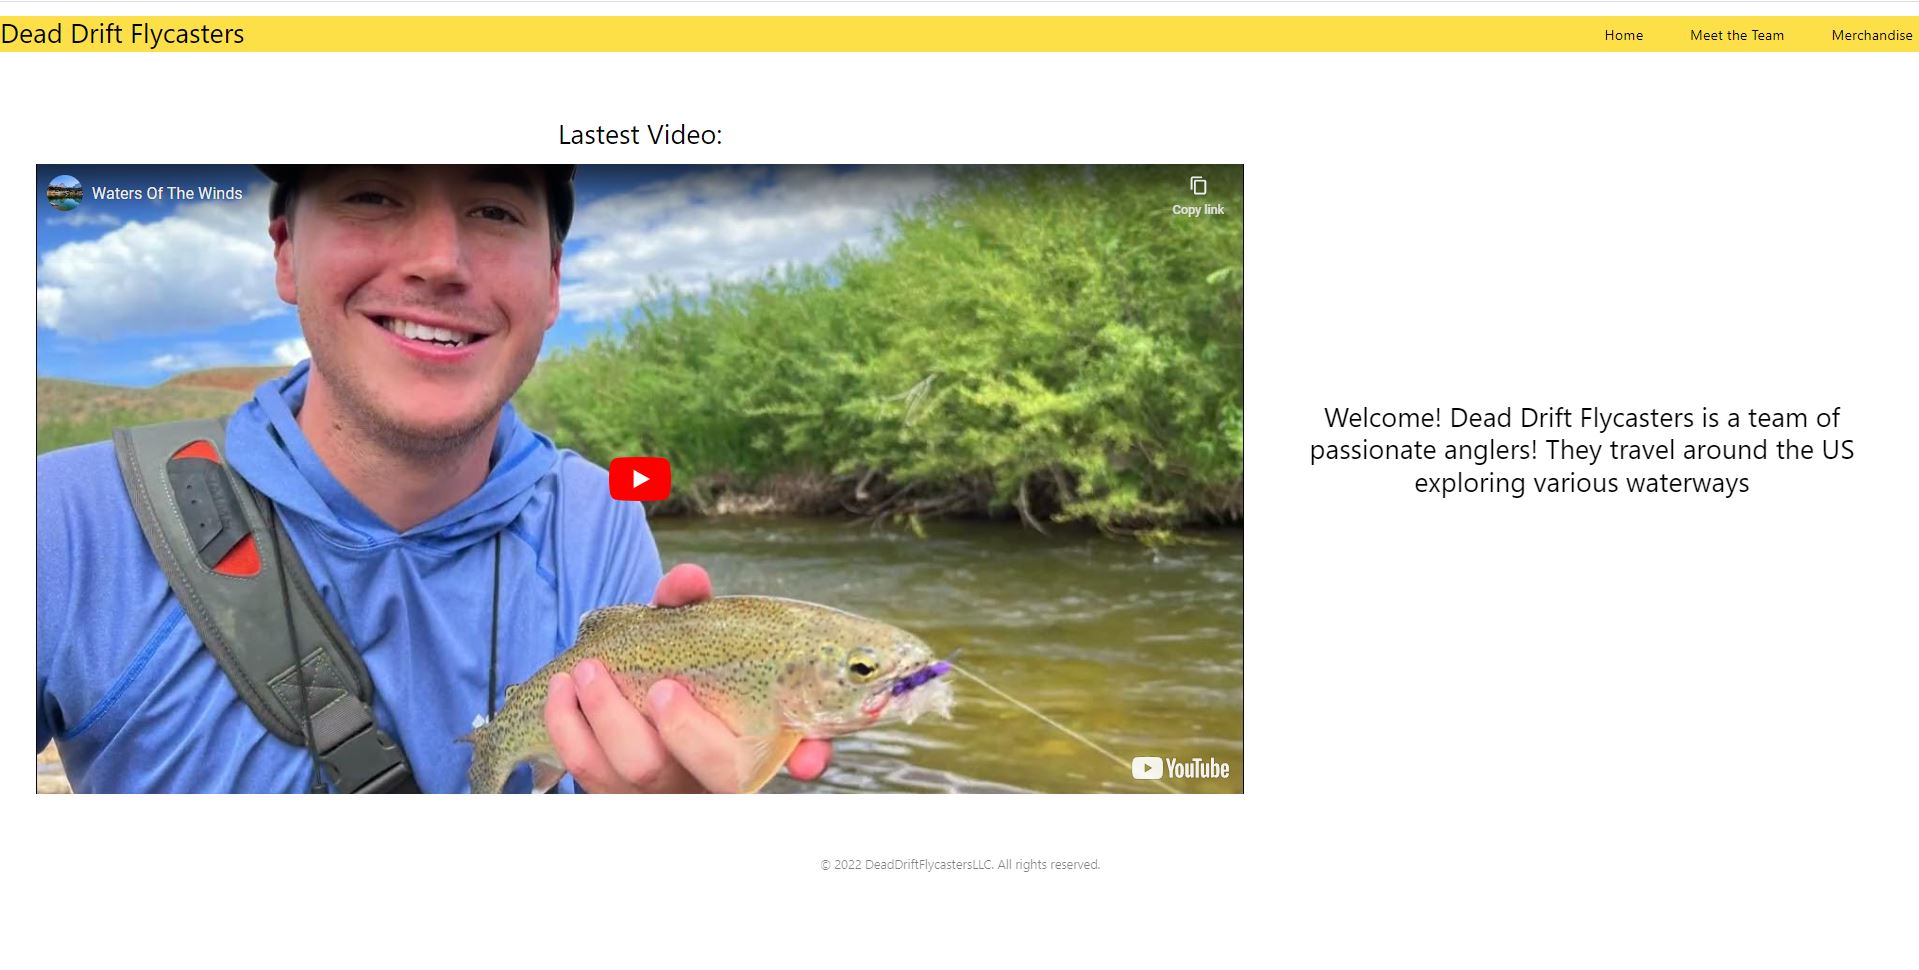 Dead Drift Flycasters
Home
Meet the Team
Merchandise
Lastest Video:
Waters Of The Winds
Copy link
YouTube
Welcome! Dead Drift Flycasters is a team of
passionate anglers! They travel around the US
exploring various waterways
© 2022 DeadDriftFlycastersLLC. All rights reserved.